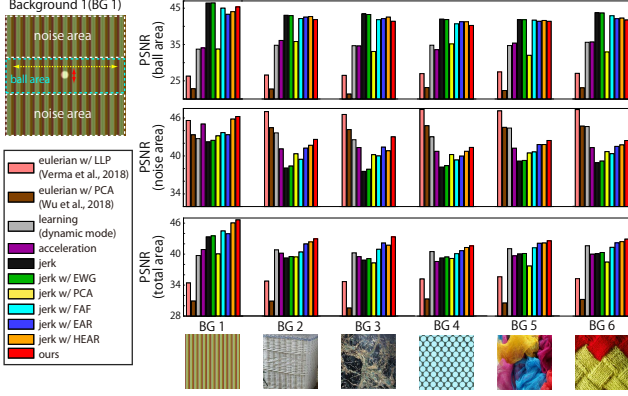 Background 1(BG 1)
noise area
ball area
noise area
eulerian w/ LLP
(Verma et al., 2018)
eulerian w/ PCA
(Wu et al., 2018)
learning
(dynamic mode)
acceleration
jerk
jerk w/ EWG
jerk w/ PCA
jerk w/ FAF
jerk w/ EAR
jerk w/ HEAR
ours
PSNR
(ball area)
45
35
25
PSNR
(noise area)
46
40
34
PSNR
(total area)
46
40
34
28
BG 1
BG 2
BG 3
BG 4
BG 5
BG 6